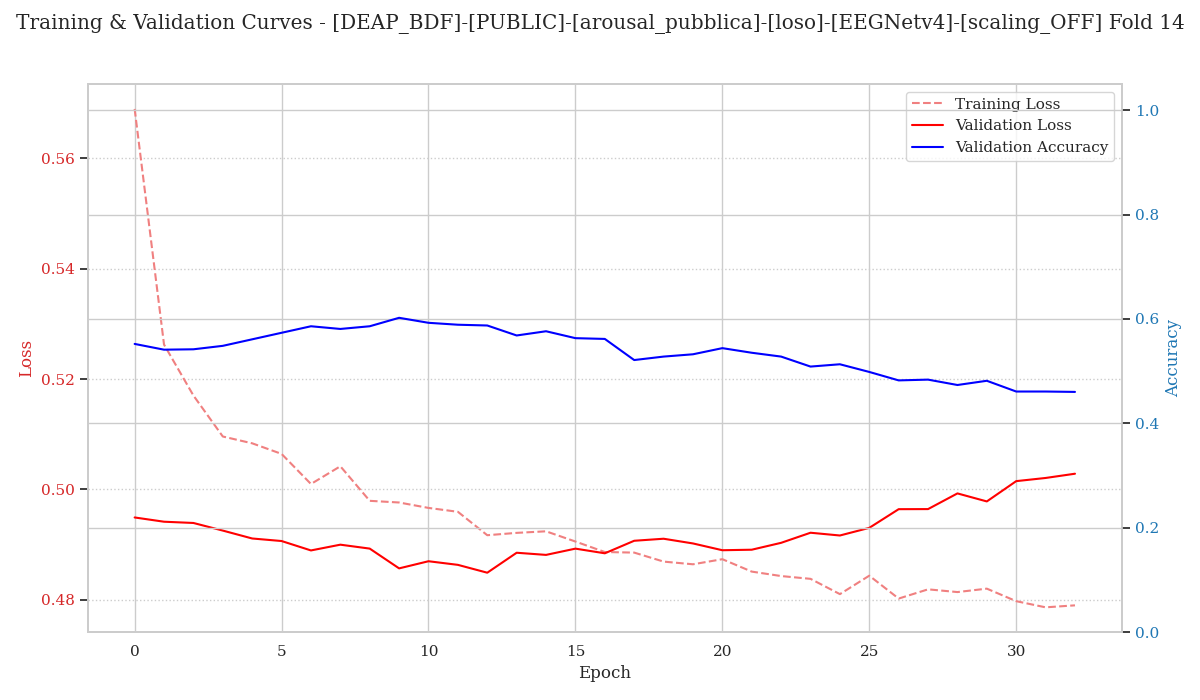 Training & Validation Curves - [DEAP_BDF]-[PUBLIC]-[arousal_pubblica]-[loso]-[EEGNetv4]-[scaling_OFF] Fold 14
Training Loss
Validation Loss
Validation Accuracy
Loss
0.56
0.54
0.52
0.50
0.48
1.0
0.8
0.6
0.4
0.2
0.0
Accuracy
0 5 10 15 20 25 30
Epoch